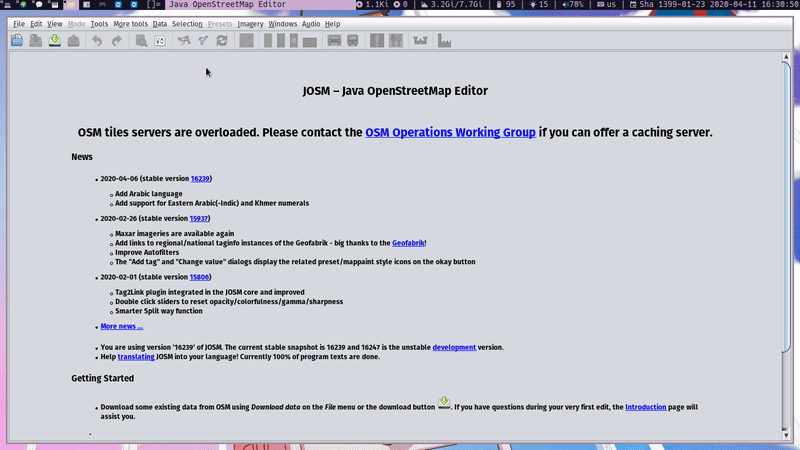 Java OpenStreetMap Editor
1.1Ki 0 3.2Gi/7.7Gi 95 15 70% us Sha 1399-01-23 2020-04-11 16:30:50
File Edit View Mode Tools More tools Data Selection Presets Imagery Windows Audio Help
JOSM – Java OpenStreetMap Editor
OSM tiles servers are overloaded. Please contact the OSM Operations Working Group if you can offer a caching server.
News
2020-04-06 (stable version 16239)
Add Arabic language
Add support for Eastern Arabic(-Indic) and Khmer numerals
2020-02-26 (stable version 15937)
Maxar imageries are available again
Add links to regional/national taginfo instances of the Geofabrik - big thanks to the Geofabrik!
Improve Autofilters
The "Add tag" and "Change value" dialogs display the related preset/mappaint style icons on the okay button
2020-02-01 (stable version 15806)
Tag2Link plugin integrated in the JOSM core and improved
Double click sliders to reset opacity/colorfulness/gamma/sharpness
Smarter Split way function
More news ...
You are using version '16239' of JOSM. The current stable snapshot is 16239 and 16247 is the unstable development version.
Help translating JOSM into your language! Currently 100% of program texts are done.
Getting Started
Download some existing data from OSM using Download data on the File menu or the download button . If you have questions during your very first edit, the Introduction page will
assist you.